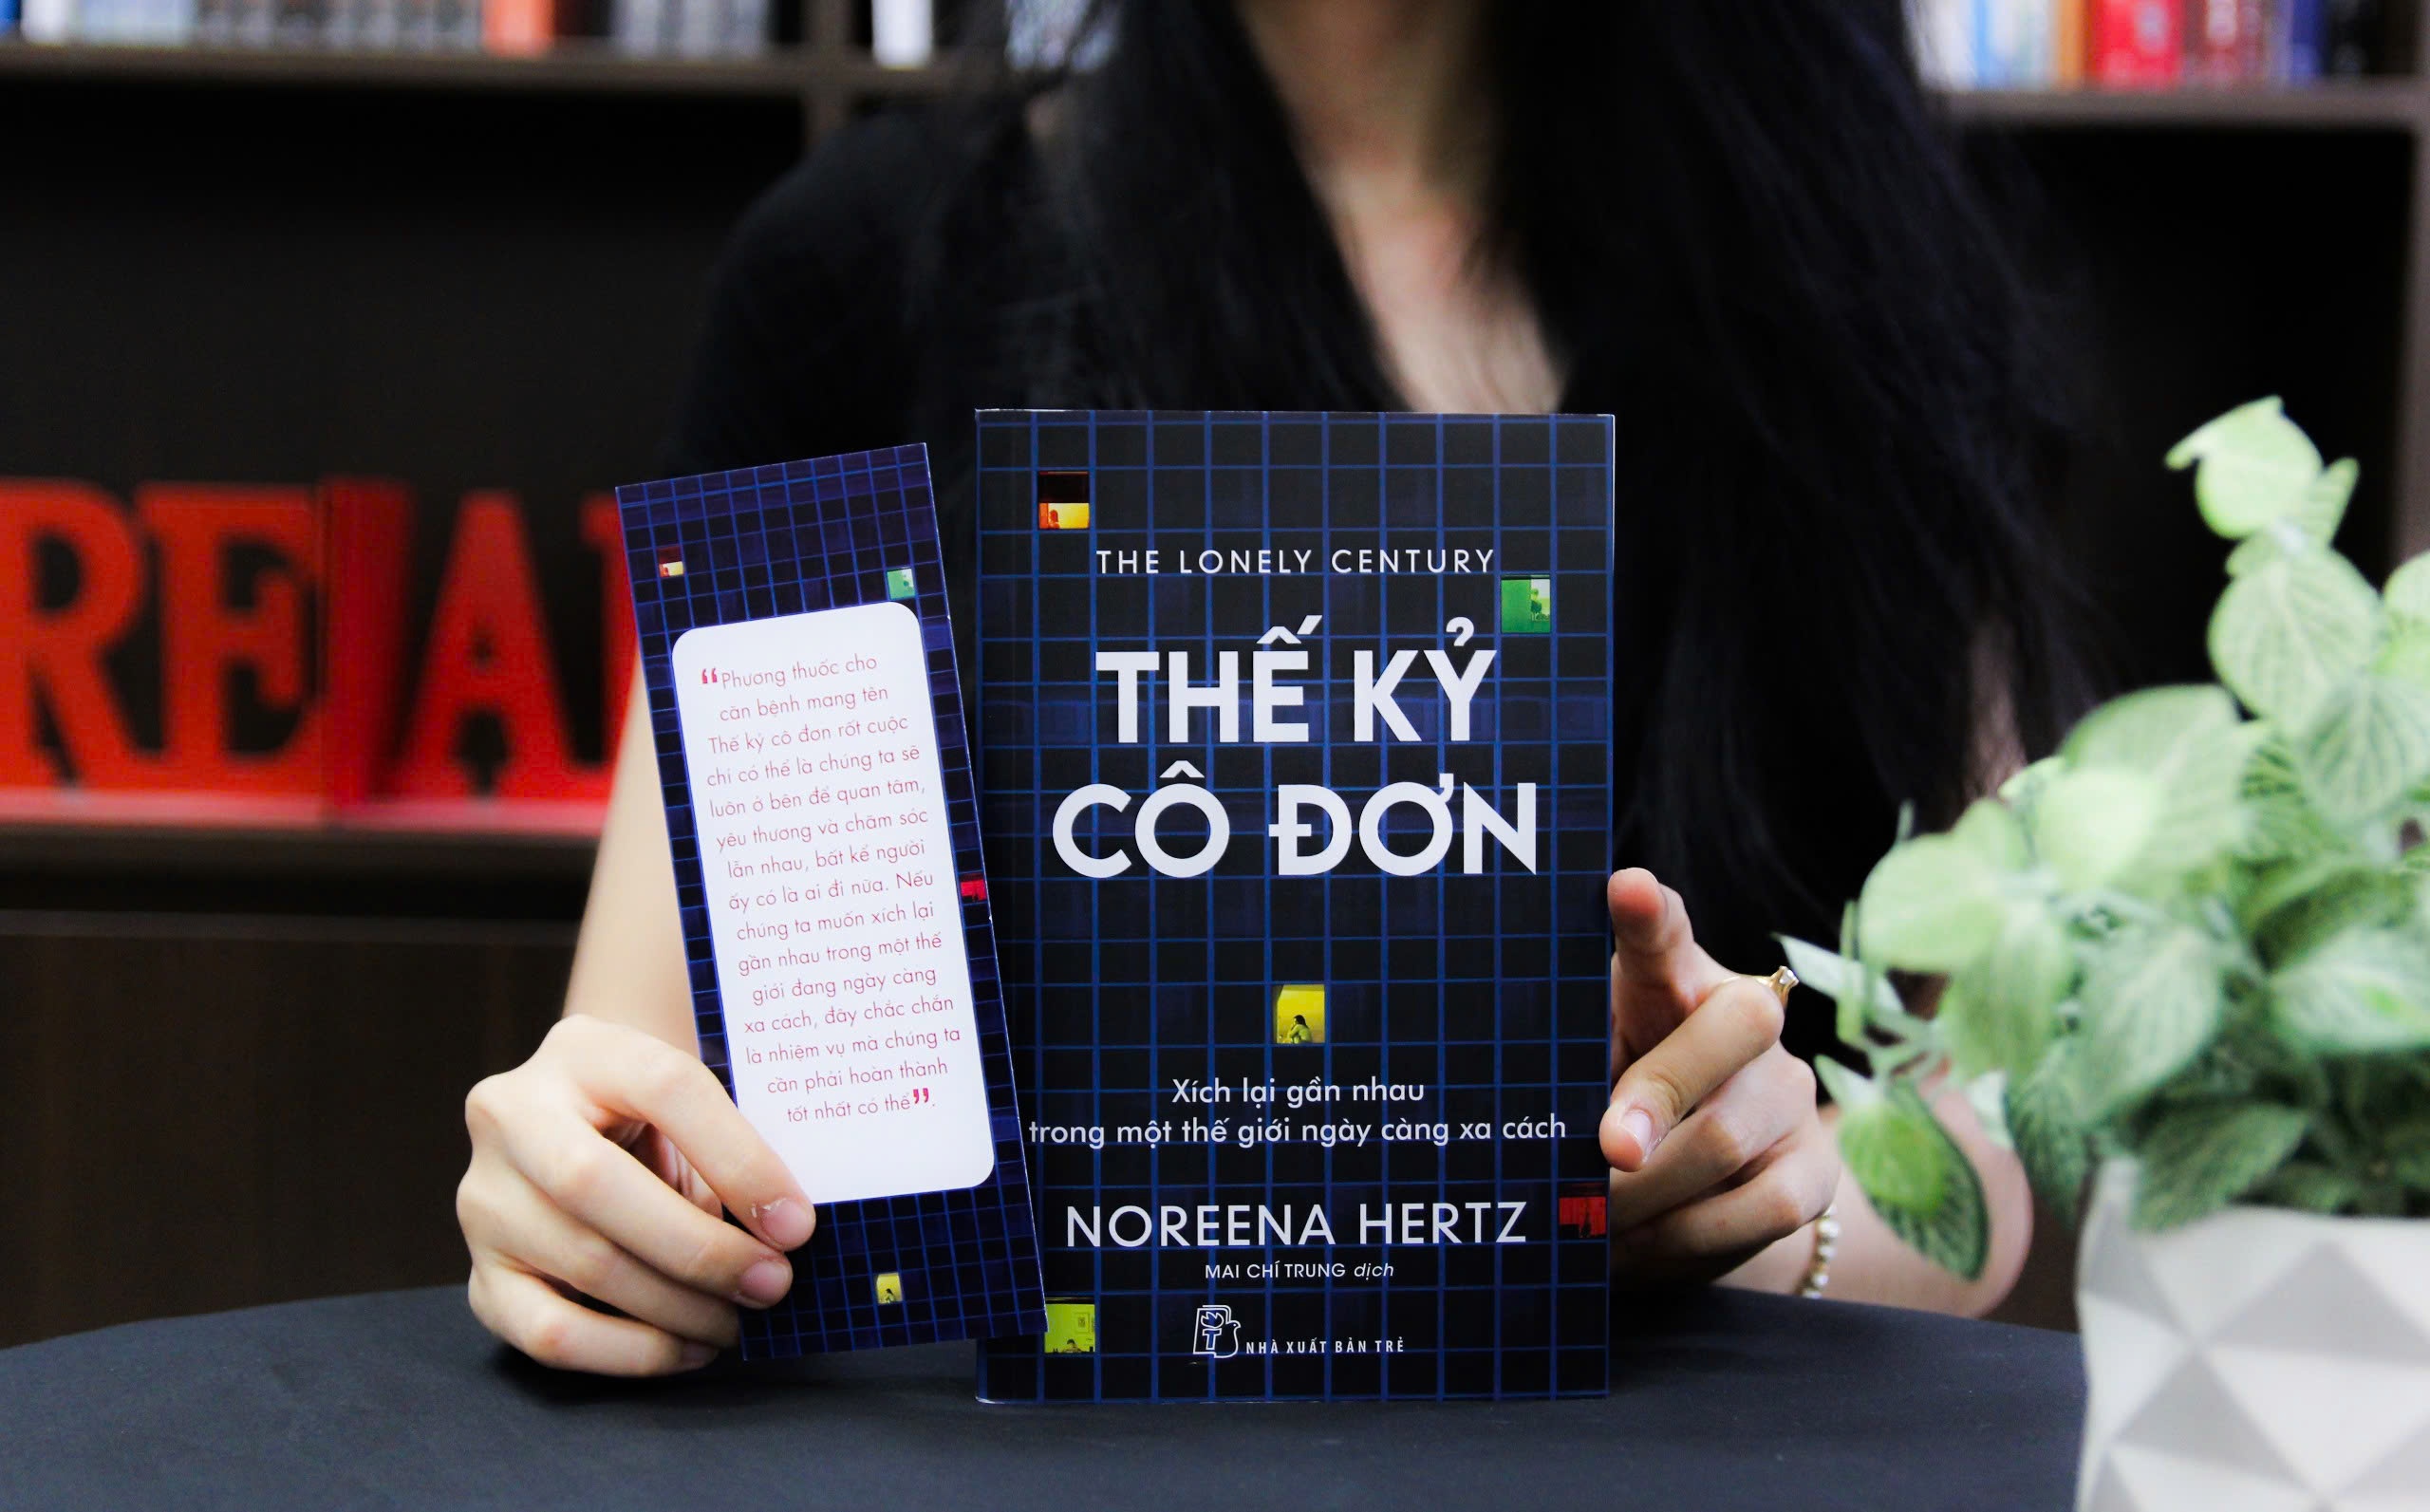 REA
“Phương thuốc cho
căn bệnh mang tên
Thế kỷ cô đơn rốt cuộc
chỉ có thể là chúng ta sẽ
luôn ở bên để quan tâm,
yêu thương và chăm sóc
lẫn nhau, bất kể người
ấy có là ai đi nữa. Nếu
chúng ta muốn xích lại
gần nhau trong một thế
giới đang ngày càng
xa cách, đây chắc chắn
là nhiệm vụ mà chúng ta
cần phải hoàn thành
tốt nhất có thể”.
THE LONELY CENTURY
THẾ KỶ
CÔ ĐƠN
Xích lại gần nhau
trong một thế giới ngày càng xa cách
NOREENA HERTZ
MAI CHÍ TRUNG dịch
NHÀ XUẤT BẢN TRẺ